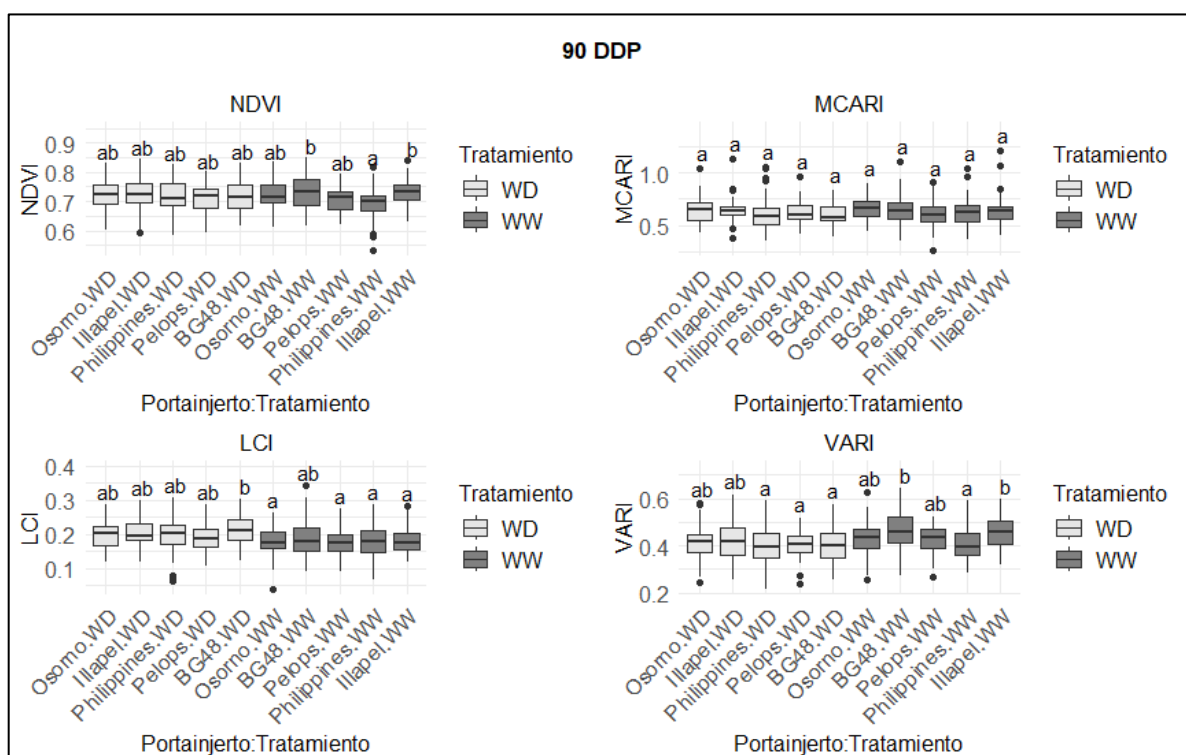 90 DDP
NDVI
NDVI
0.9
0.8
0.7
0.6
ab ab ab ab ab ab b ab a b
Osorno.WD
Illapel.WD
Philippines.WD
Pelops.WD
BG48.WD
Osorno.WW
BG48.WW
Pelops.WW
Philippines.WW
Illapel.WW
Portainjerto:Tratamiento
Tratamiento
WD
WW
MCARI
MCARI
1.0
0.5
a a a a a a a a a a
Osorno.WD
Illapel.WD
Philippines.WD
Pelops.WD
BG48.WD
Osorno.WW
BG48.WW
Pelops.WW
Philippines.WW
Illapel.WW
Portainjerto:Tratamiento
Tratamiento
WD
WW
LCI
LCI
0.4
0.3
0.2
0.1
ab ab ab ab b a ab a a a
Osorno.WD
Illapel.WD
Philippines.WD
Pelops.WD
BG48.WD
Osorno.WW
BG48.WW
Pelops.WW
Philippines.WW
Illapel.WW
Portainjerto:Tratamiento
Tratamiento
WD
WW
VARI
VARI
0.6
0.4
0.2
ab ab a a a ab b ab a b
Osorno.WD
Illapel.WD
Philippines.WD
Pelops.WD
BG48.WD
Osorno.WW
BG48.WW
Pelops.WW
Philippines.WW
Illapel.WW
Portainjerto:Tratamiento
Tratamiento
WD
WW